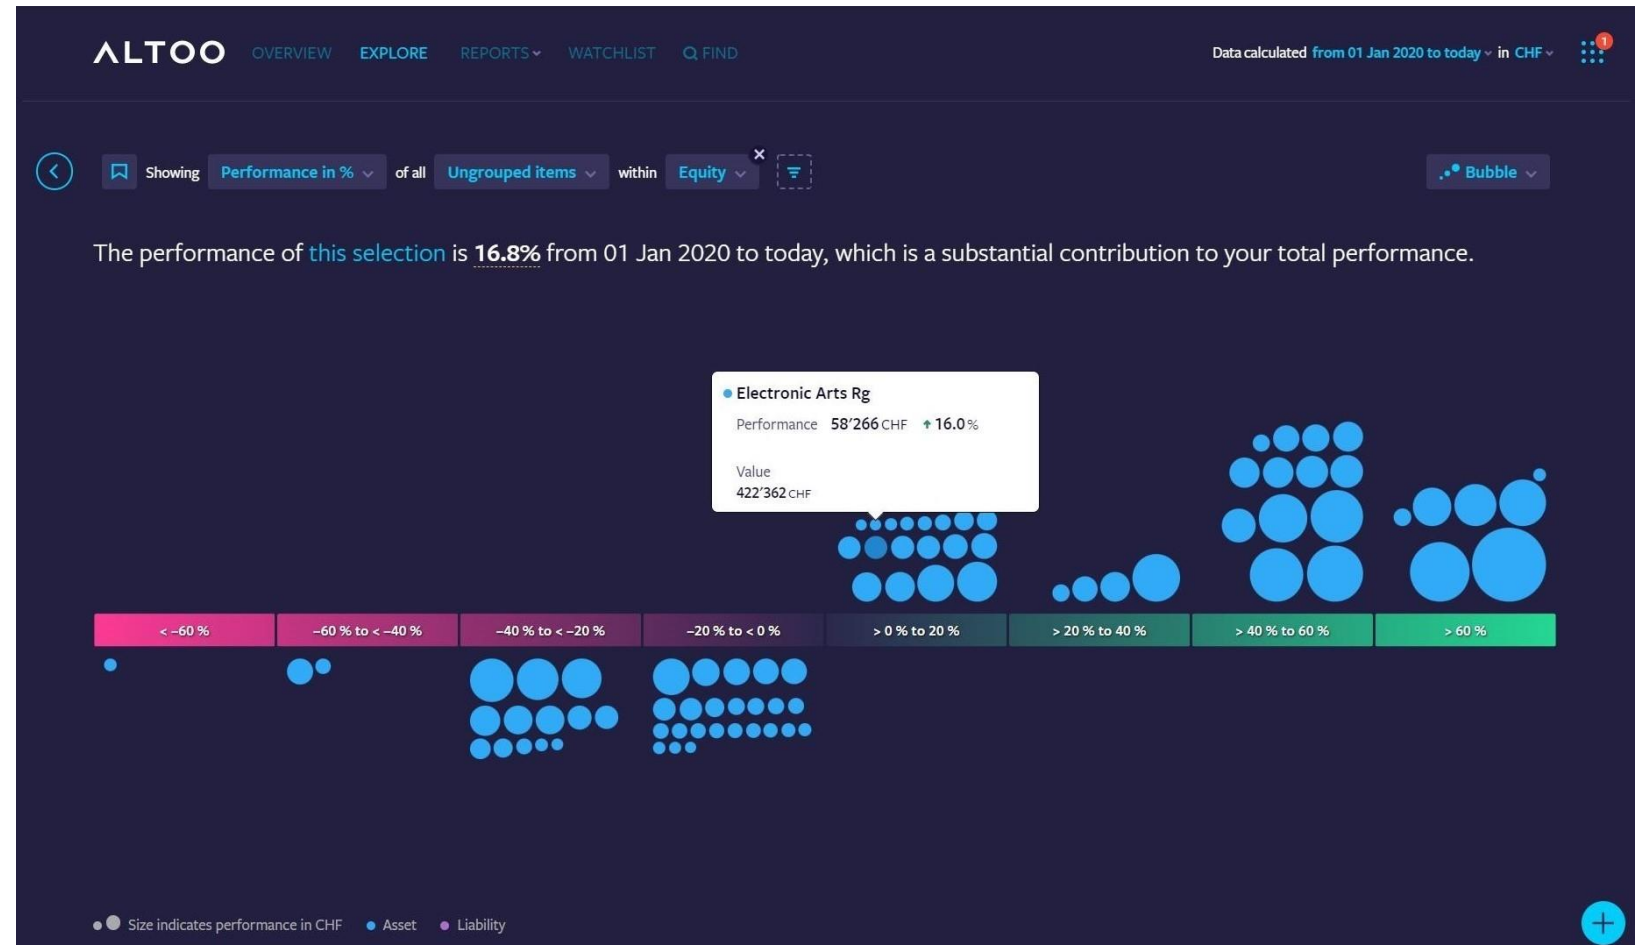 ALTOO OVERVIEW EXPLORE REPORTS WATCHLIST FIND Data calculated from 01 Jan 2020 to today in CHF 1
Showing Performance in % of all Ungrouped items within Equity Bubble
The performance of this selection is 16.8% from 01 Jan 2020 to today, which is a substantial contribution to your total performance.
Electronic Arts Rg
Performance 58’266 CHF 16.0 %
Value
422’362 CHF
< –60 % –60 % to < –40 % –40 % to < –20 % –20 % to < 0 % > 0 % to 20 % > 20 % to 40 % > 40 % to 60 % > 60 %
Size indicates performance in CHF Asset Liability